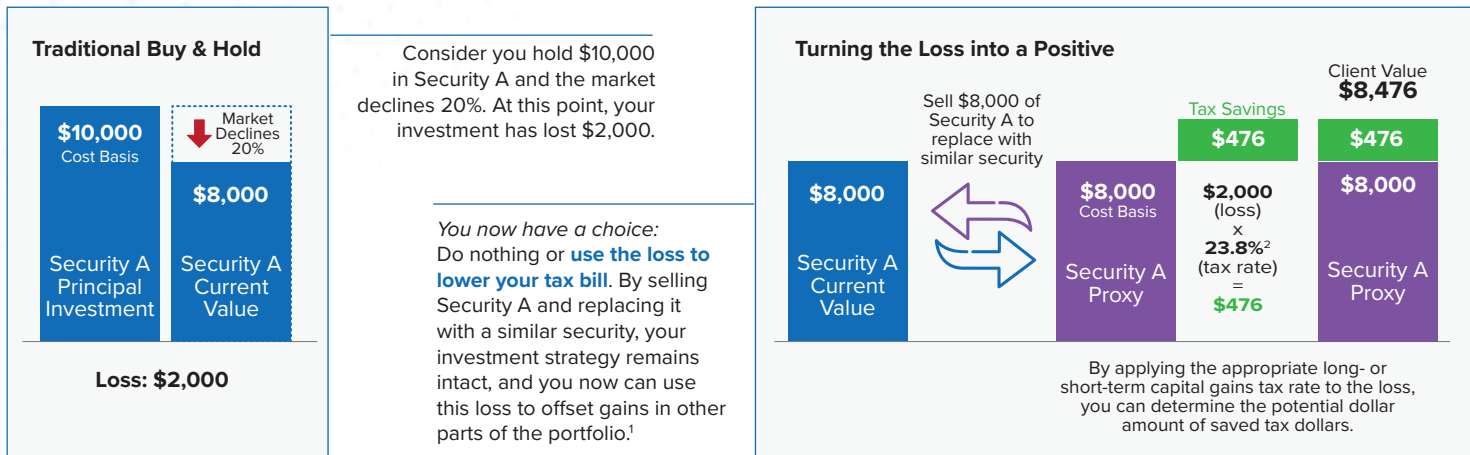 Traditional Buy & Hold
$10,000
Cost Basis
Security A
Principal
Investment
Market
Declines
20%
$8,000
Security A
Current
Value
Loss: $2,000
Consider you hold $10,000
in Security A and the market
declines 20%. At this point, your
investment has lost $2,000.
You now have a choice:
Do nothing or use the loss to
lower your tax bill. By selling
Security A and replacing it
with a similar security, your
investment strategy remains
intact, and you now can use
this loss to offset gains in other
parts of the portfolio.¹
Turning the Loss into a Positive
$8,000
Security A
Current
Value
Sell $8,000 of
Security A to
replace with
similar security
$8,000
Cost Basis
Security A
Proxy
Tax Savings
$476
$2,000
(loss)
x
23.8%²
(tax rate)
=
$476
Client Value
$8,476
$476
$8,000
Security A
Proxy
By applying the appropriate long- or
short-term capital gains tax rate to the loss,
you can determine the potential dollar
amount of saved tax dollars.